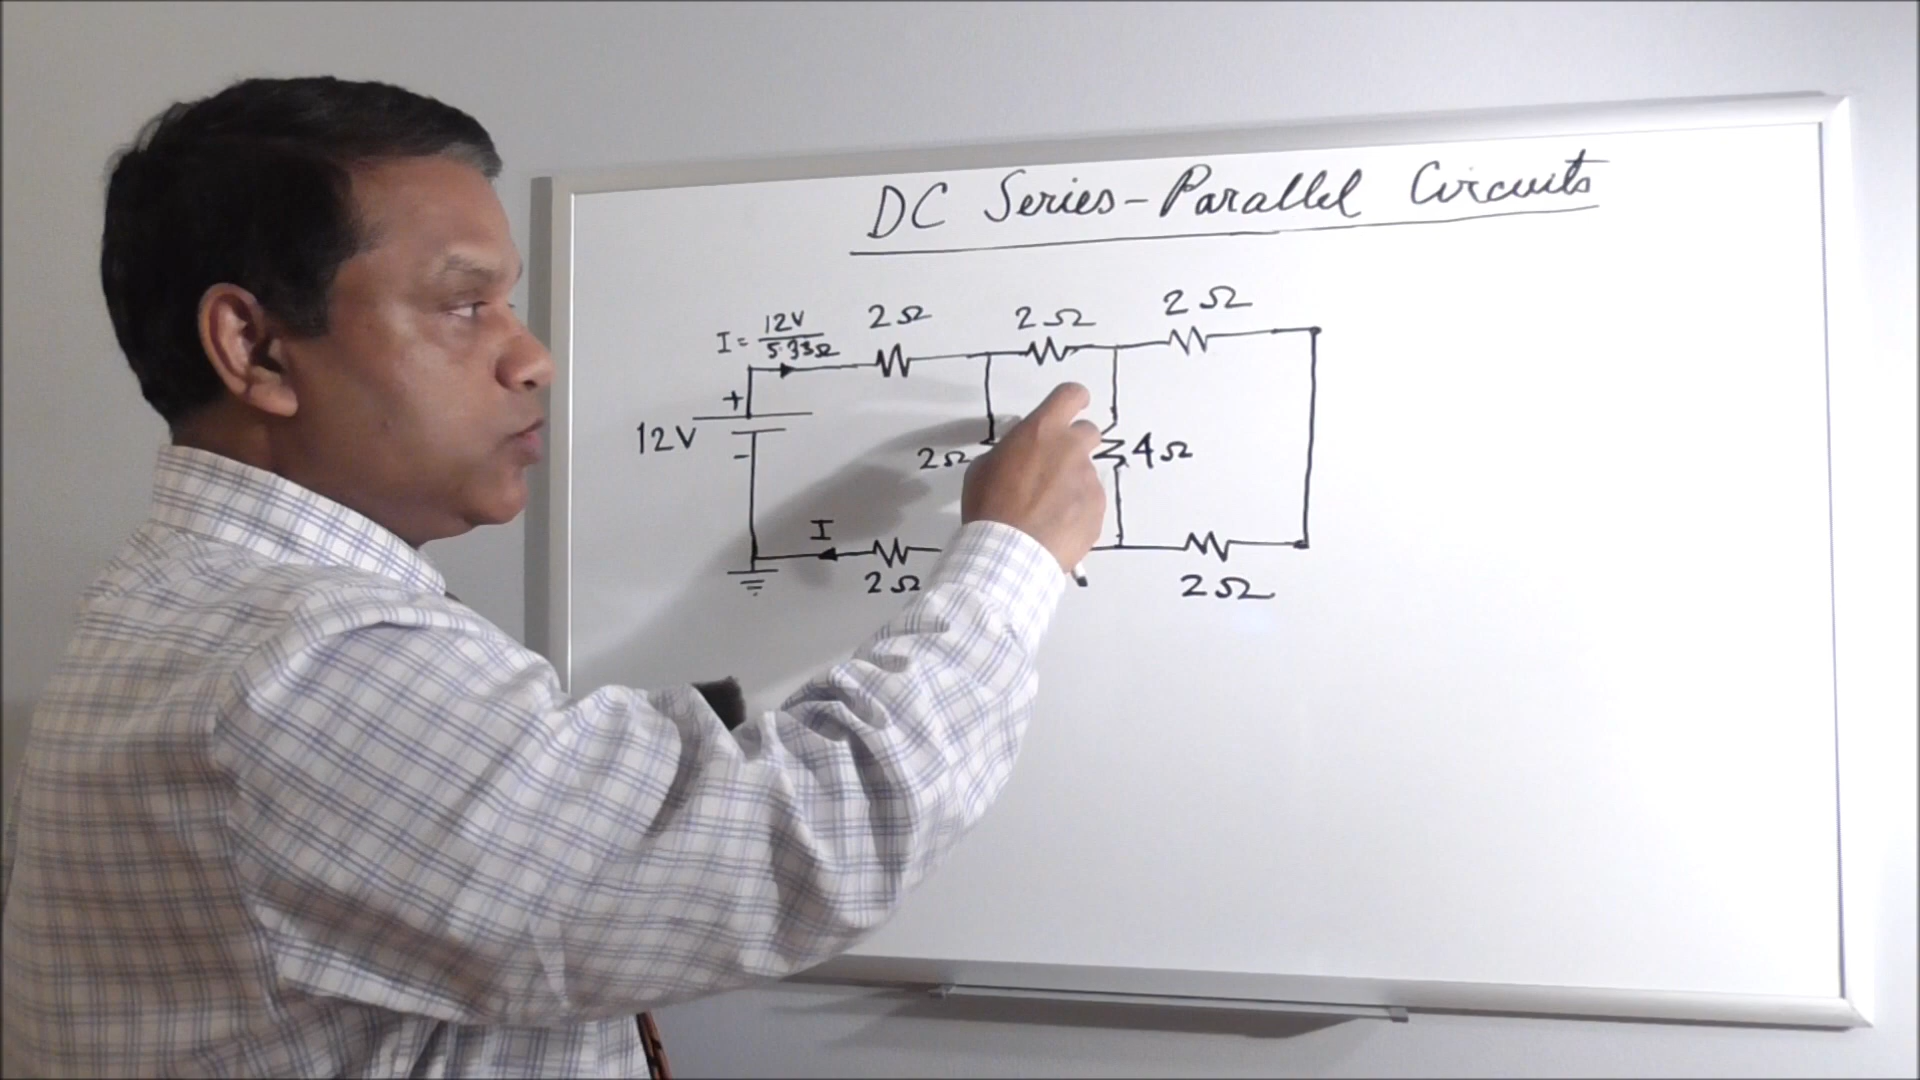 DC Series-Parallel Circuits
I = 12V / 5.33Ω
2Ω
2Ω
2Ω
+
12V
-
2Ω
4Ω
I
2Ω
2Ω